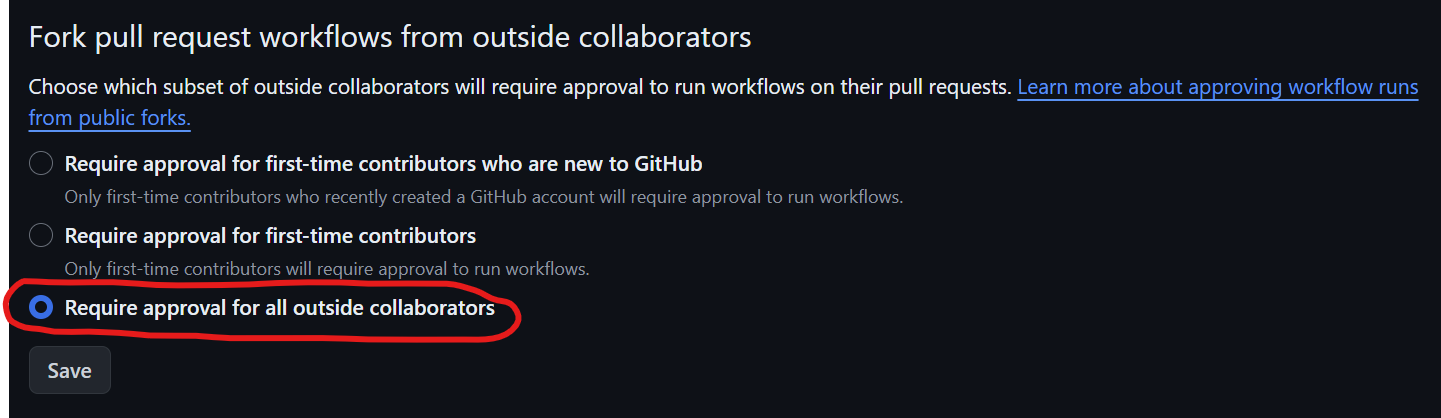 Fork pull request workflows from outside collaborators
Choose which subset of outside collaborators will require approval to run workflows on their pull requests. Learn more about approving workflow runs
from public forks.
Require approval for first-time contributors who are new to GitHub
Only first-time contributors who recently created a GitHub account will require approval to run workflows.
Require approval for first-time contributors
Only first-time contributors will require approval to run workflows.
Require approval for all outside collaborators
Save